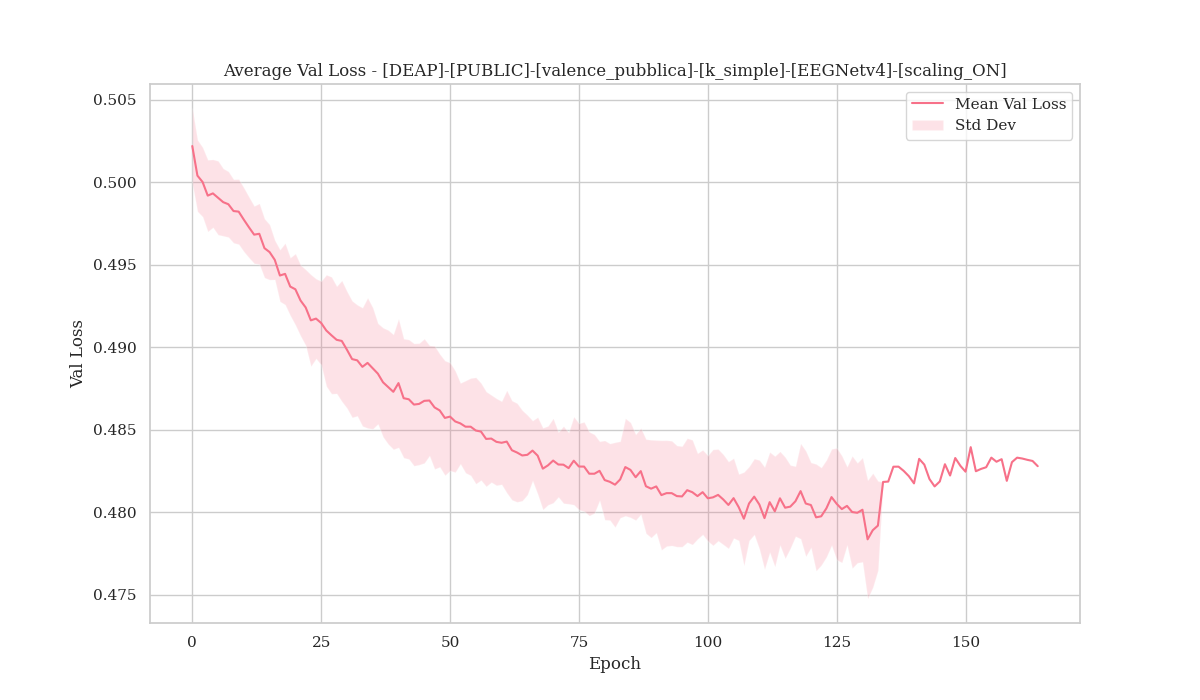 Average Val Loss - [DEAP]-[PUBLIC]-[valence_pubblica]-[k_simple]-[EEGNetv4]-[scaling_ON]
Mean Val Loss
Std Dev
0.505
0.500
0.495
0.490
0.485
0.480
0.475
Val Loss
0 25 50 75 100 125 150
Epoch